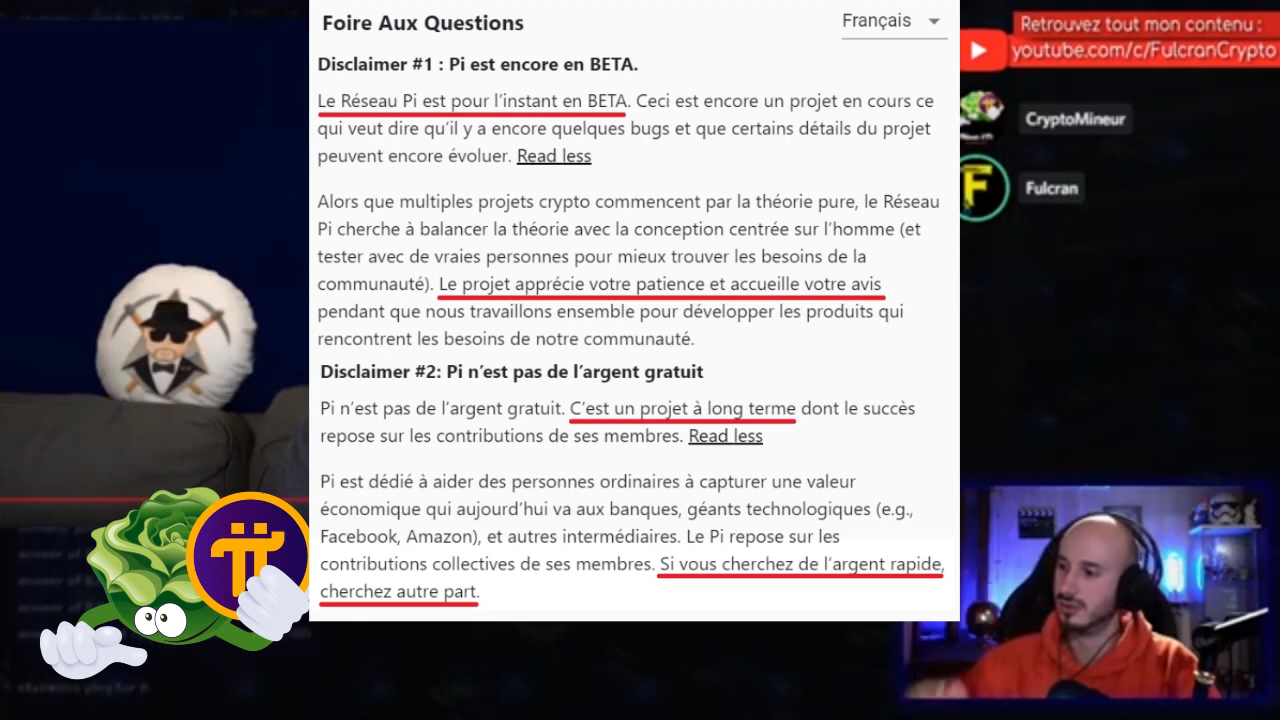 Foire Aux Questions
Français
Disclaimer #1 : Pi est encore en BETA.
Le Réseau Pi est pour l'instant en BETA. Ceci est encore un projet en cours ce
qui veut dire qu'il y a encore quelques bugs et que certains détails du projet
peuvent encore évoluer. Read less
Alors que multiples projets crypto commencent par la théorie pure, le Réseau
Pi cherche à balancer la théorie avec la conception centrée sur l'homme (et
tester avec de vraies personnes pour mieux trouver les besoins de la
communauté). Le projet apprécie votre patience et accueille votre avis
pendant que nous travaillons ensemble pour développer les produits qui
rencontrent les besoins de notre communauté.
Disclaimer #2: Pi n'est pas de l'argent gratuit
Pi n'est pas de l'argent gratuit. C'est un projet à long terme dont le succès
repose sur les contributions de ses membres. Read less
Pi est dédié à aider des personnes ordinaires à capturer une valeur
économique qui aujourd'hui va aux banques, géants technologiques (e.g.,
Facebook, Amazon), et autres intermédiaires. Le Pi repose sur les
contributions collectives de ses membres. Si vous cherchez de l'argent rapide,
cherchez autre part.
Retrouvez tout mon contenu :
youtube.com/c/FulcranCrypto
CryptoMineur
F
Fulcran